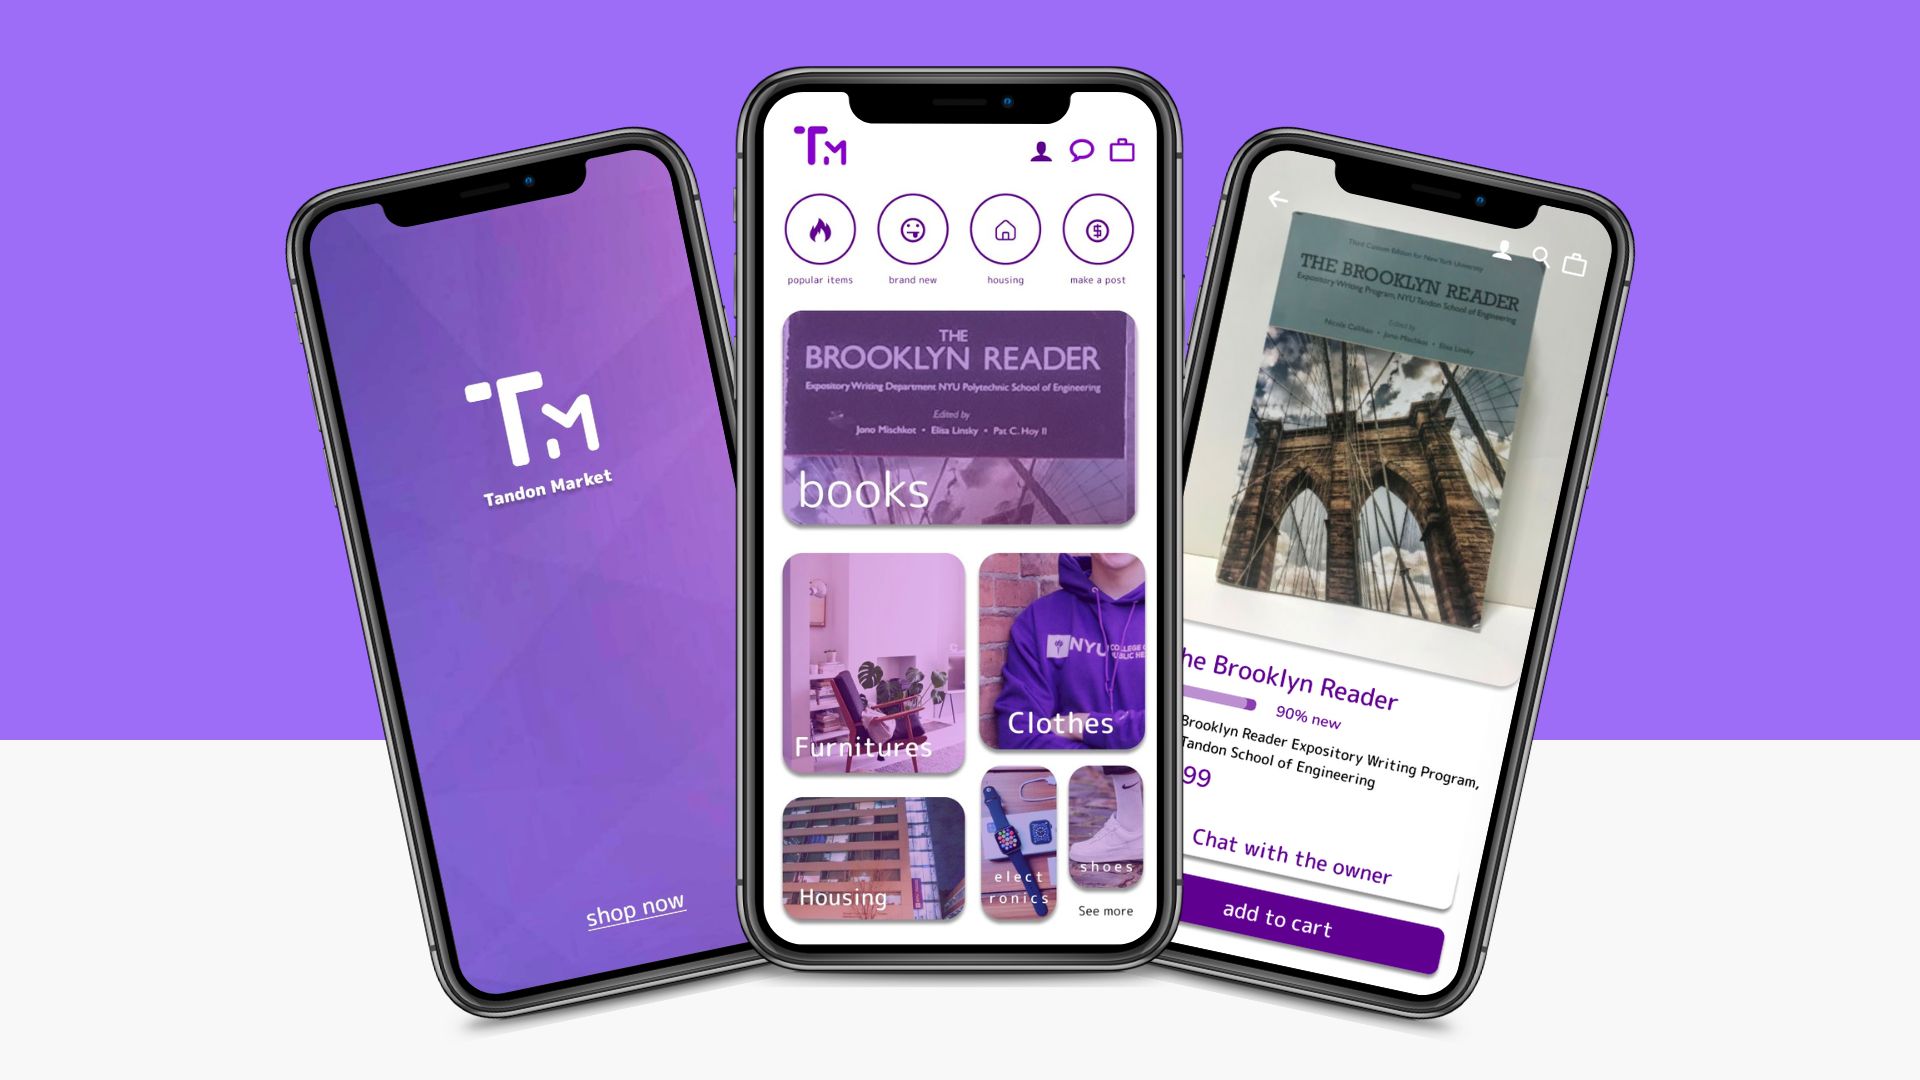 TM
Tandon Market
shop now
TM
popular items
brand new
housing
make a post
THE
BROOKLYN READER
Expository Writing Department NYU Polytechnic School of Engineering
Edited by
Jono Mischkot • Elisa Linsky • Pat C. Hoy II
books
Furnitures
NYU COLLEGE O
PUBLIC HE
Clothes
Housing
elect
ronics
shoes
See more
Third Custom Edition for New York University
THE BROOKLYN READER
Expository Writing Program, NYU Tandon School of Engineering
Edited by
Nicole Callihan • Jono Mischkot • Elisa Linsky
he Brooklyn Reader
90% new
Brooklyn Reader Expository Writing Program,
Tandon School of Engineering
99
Chat with the owner
add to cart